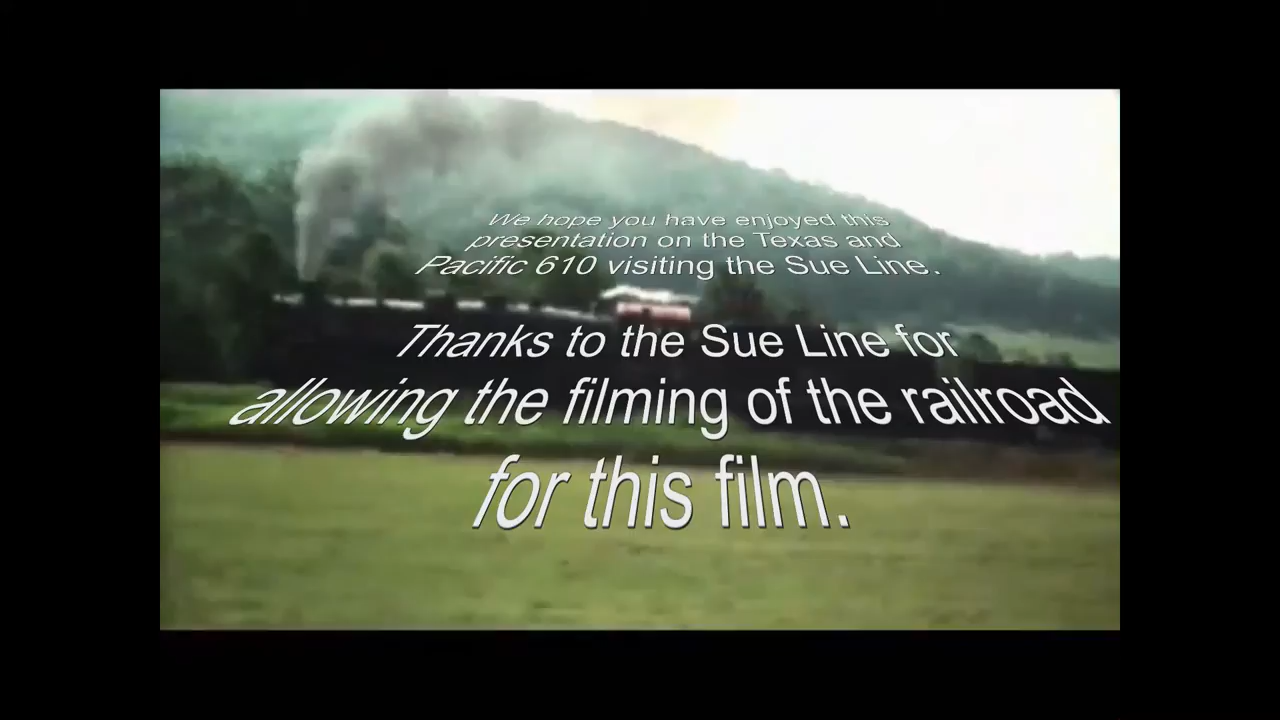 We hope you have enjoyed this
presentation on the Texas and
Pacific 610 visiting the Sue Line.
Thanks to the Sue Line for
allowing the filming of the railroad
for this film.